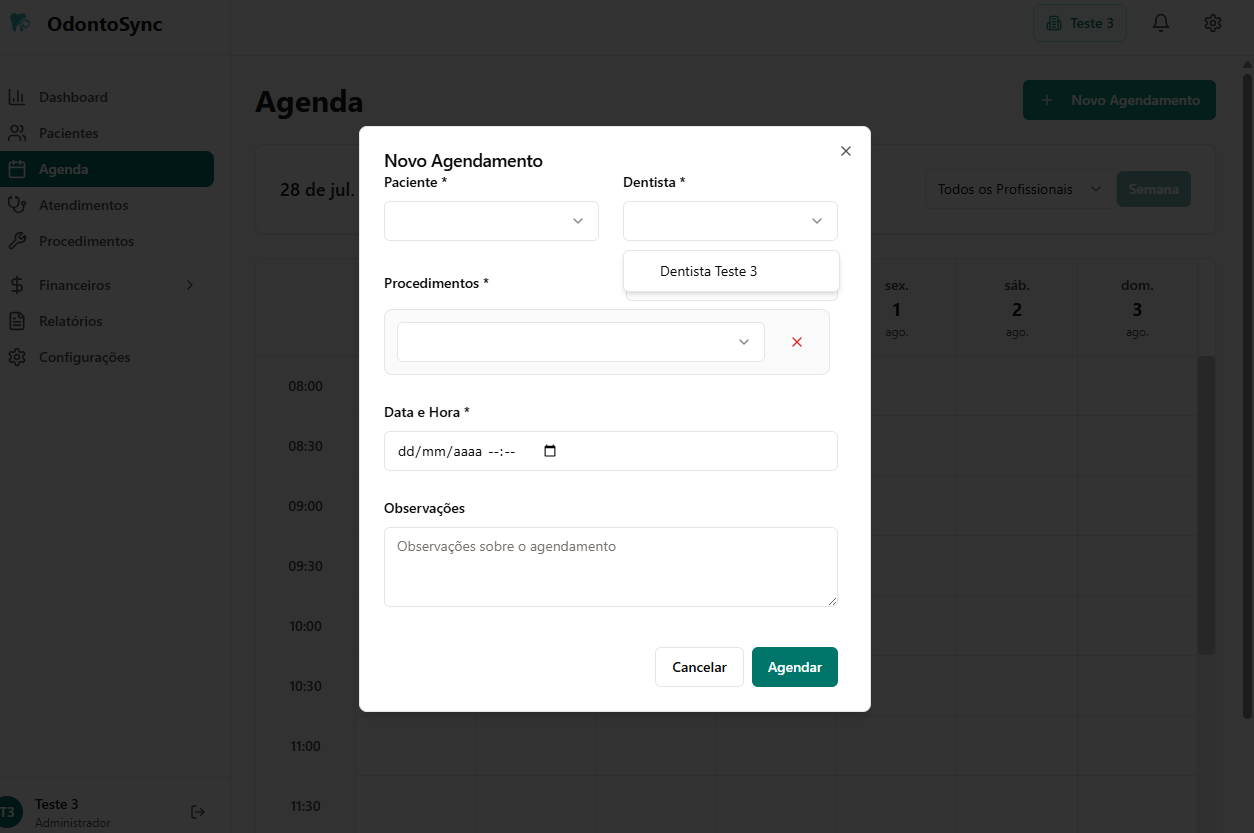 OdontoSync
Teste 3
Dashboard
Pacientes
Agenda
Atendimentos
Procedimentos
Financeiros
Relatórios
Configurações
Teste 3
Administrador
T3
Agenda
Novo Agendamento
28 de jul.
Todos os Profissionais
Semana
sex.
1
ago.
sáb.
2
ago.
dom.
3
ago.
08:00
08:30
09:00
09:30
10:00
10:30
11:00
11:30
Novo Agendamento
Paciente *
Dentista *
Dentista Teste 3
Procedimentos *
Data e Hora *
dd/mm/aaaa --:--
Observações
Observações sobre o agendamento
Cancelar
Agendar